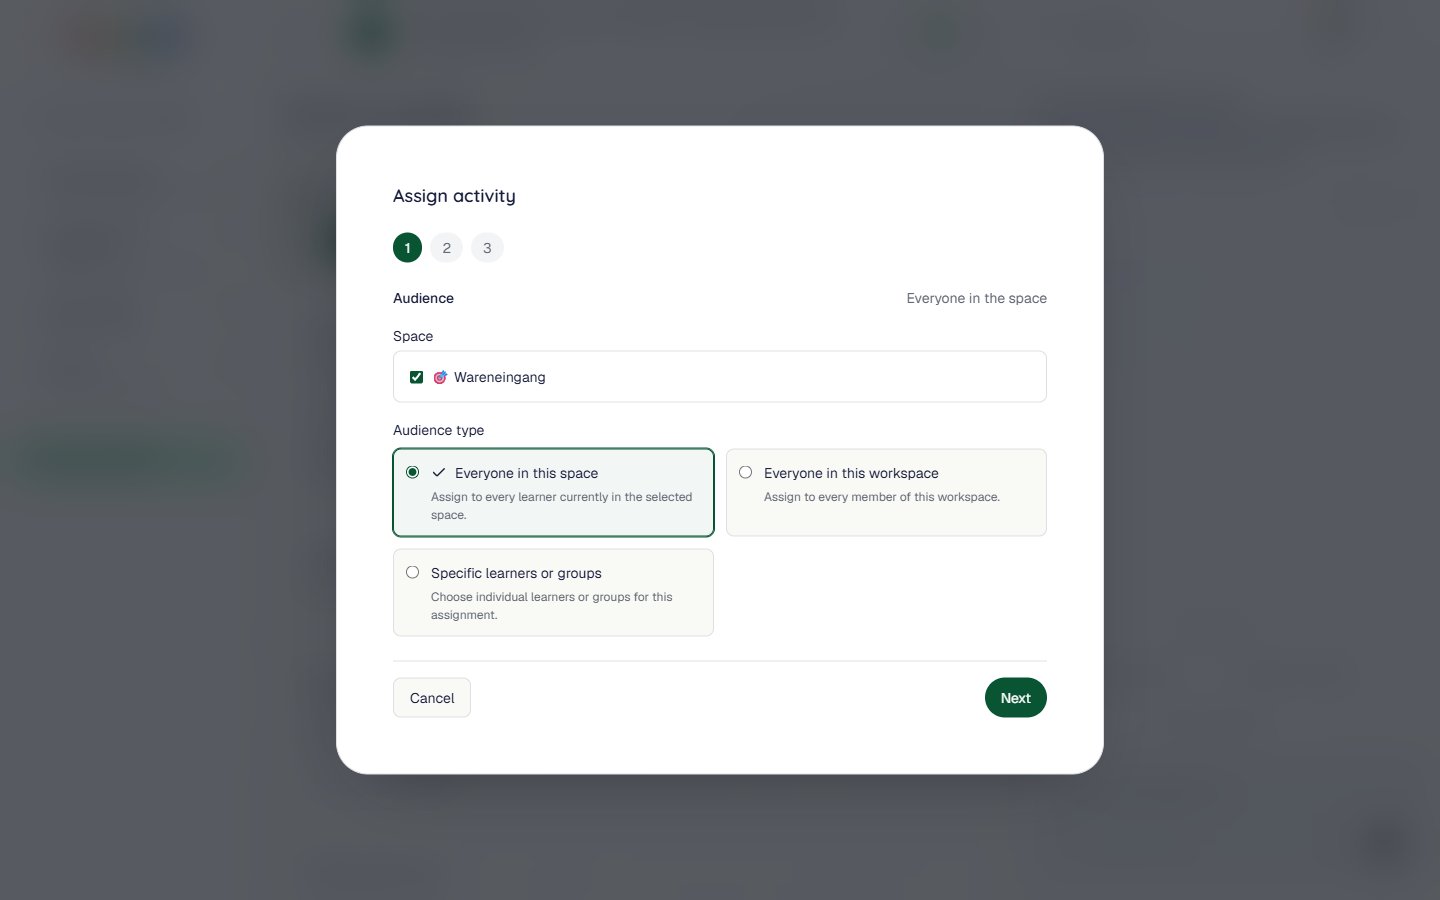 Assign activity
1 2 3
Audience
Everyone in the space
Space
Wareneingang
Audience type
Everyone in this space
Assign to every learner currently in the selected
space.
Everyone in this workspace
Assign to every member of this workspace.
Specific learners or groups
Choose individual learners or groups for this
assignment.
Cancel
Next